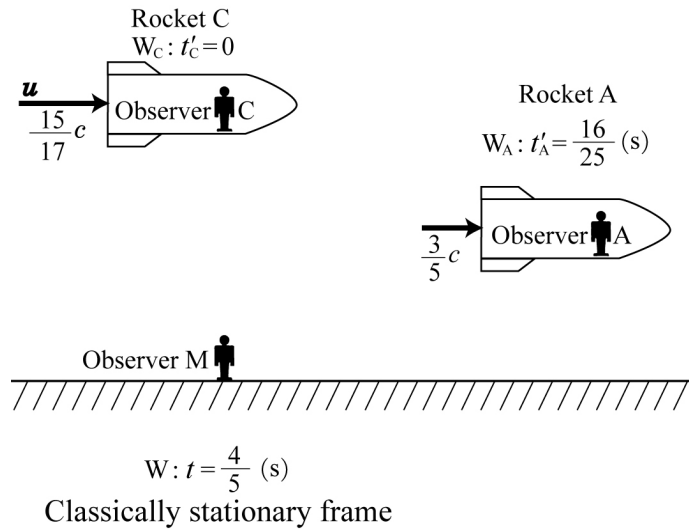 Rocket C
W_C : t'_C = 0
u
15/17 c
Observer C
Rocket A
W_A : t'_A = 16/25 (s)
3/5 c
Observer A
Observer M
W : t = 4/5 (s)
Classically stationary frame